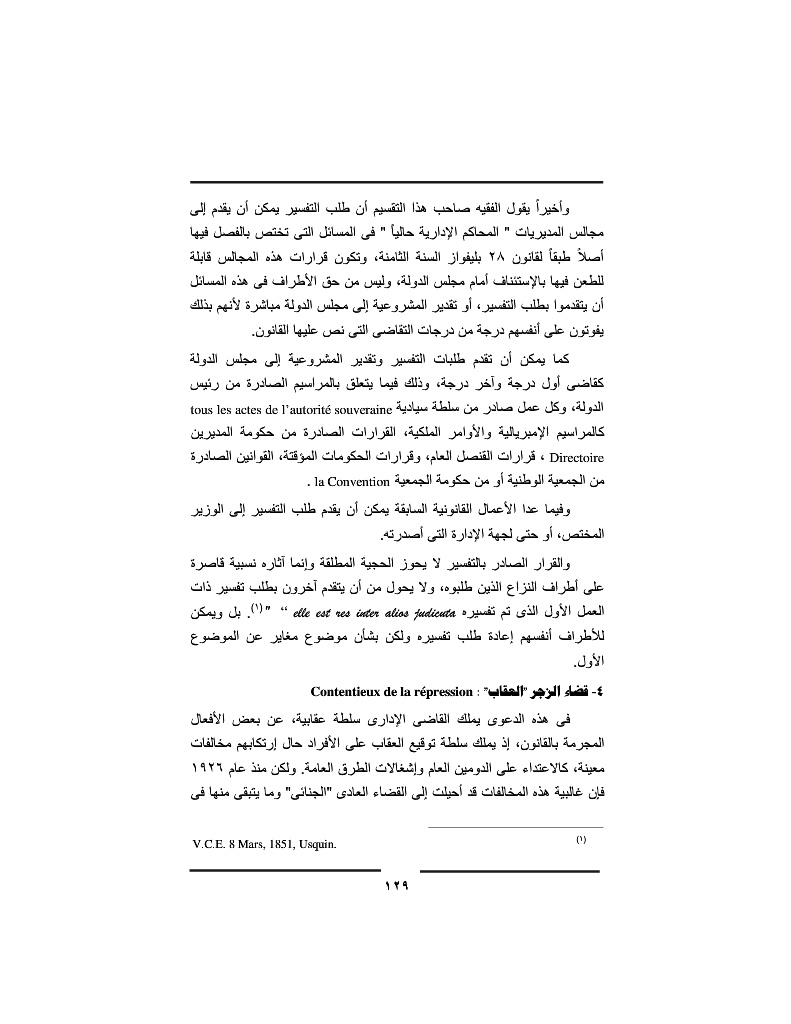 وأخيراً يقول الفقيه صاحب هذا التقسيم أن طلب التفسير يمكن أن يقدم إلى
مجالس المديريات " المحاكم الإدارية حالياً " فى المسائل التى تختص بالفصل فيها
أصلاً طبقاً لقانون ٢٨ بليفواز السنة الثامنة، وتكون قرارات هذه المجالس قابلة
للطعن فيها بالإستئناف أمام مجلس الدولة، وليس من حق الأطراف فى هذه المسائل
أن يتقدموا بطلب التفسير، أو تقدير المشروعية إلى مجلس الدولة مباشرة لأنهم بذلك
يفوتون على أنفسهم درجة من درجات التقاضى التى نص عليها القانون.
كما يمكن أن تقدم طلبات التفسير وتقدير المشروعية إلى مجلس الدولة
كقاضى أول درجة وآخر درجة، وذلك فيما يتعلق بالمراسيم الصادرة من رئيس
الدولة، وكل عمل صادر من سلطة سيادية tous les actes de l'autorité souveraine
كالمراسيم الإمبريالية والأوامر الملكية، القرارات الصادرة من حكومة المديرين
Directoire ، قرارات القنصل العام، وقرارات الحكومات المؤقتة، القوانين الصادرة
من الجمعية الوطنية أو من حكومة الجمعية la Convention .
وفيما عدا الأعمال القانونية السابقة يمكن أن يقدم طلب التفسير إلى الوزير
المختص، أو حتى لجهة الإدارة التى أصدرته.
والقرار الصادر بالتفسير لا يحوز الحجية المطلقة وإنما آثاره نسبية قاصرة
على أطراف النزاع الذين طلبوه، ولا يحول من أن يتقدم آخرون بطلب تفسير ذات
العمل الأول الذى تم تفسيره elle est res inter alios judicuta “ ”(١). بل ويمكن
للأطراف أنفسهم إعادة طلب تفسيره ولكن بشأن موضوع مغاير عن الموضوع
الأول.
٤- قضاء الزجر "العقاب" : Contentieux de la répression
فى هذه الدعوى يملك القاضى الإدارى سلطة عقابية، عن بعض الأفعال
المجرمة بالقانون، إذ يملك سلطة توقيع العقاب على الأفراد حال إرتكابهم مخالفات
معينة، كالاعتداء على الدومين العام وإشغالات الطرق العامة. ولكن منذ عام ١٩٢٦
فإن غالبية هذه المخالفات قد أحيلت إلى القضاء العادى "الجنائى" وما يتبقى منها فى
(١) V.C.E. 8 Mars, 1851, Usquin.
١٢٩